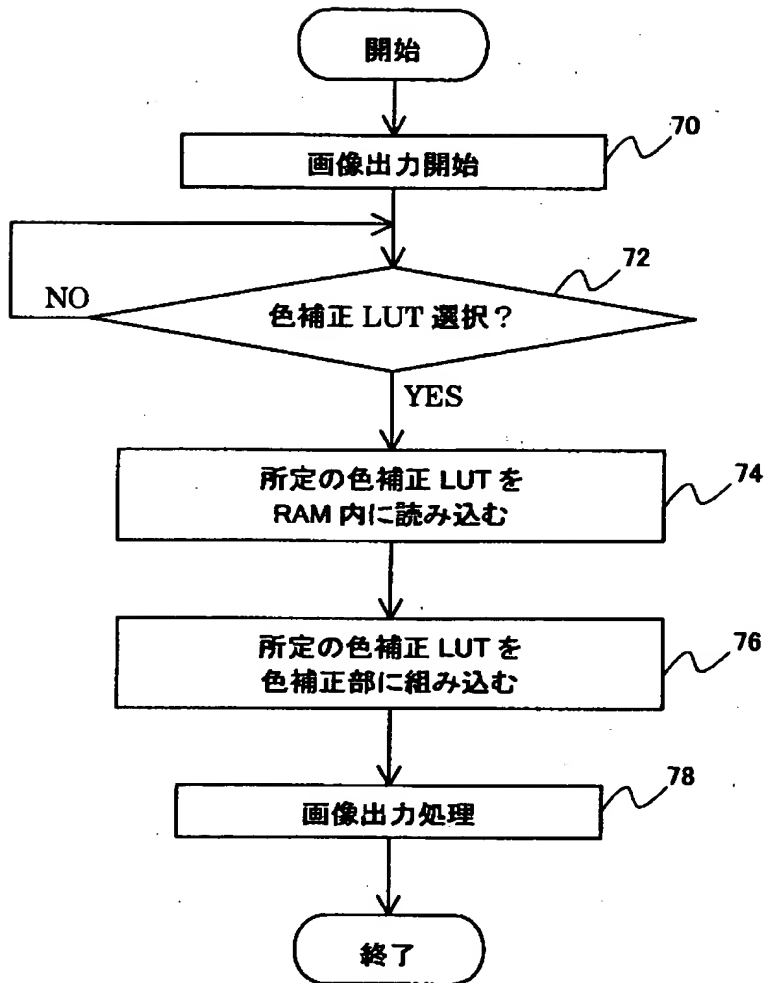 開始
70
画像出力開始
72
NO
色補正 LUT 選択?
YES
所定の色補正 LUT を
RAM 内に読み込む
74
所定の色補正 LUT を
色補正部に組み込む
76
78
画像出力処理
終了